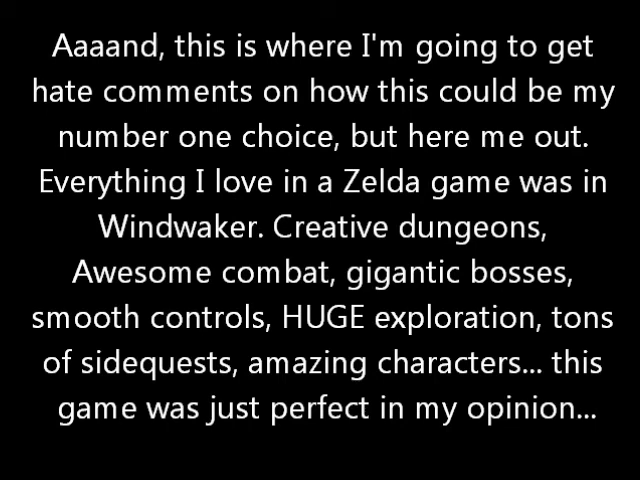 Aaaand, this is where I'm going to get
hate comments on how this could be my
number one choice, but here me out.
Everything I love in a Zelda game was in
Windwaker. Creative dungeons,
Awesome combat, gigantic bosses,
smooth controls, HUGE exploration, tons
of sidequests, amazing characters... this
game was just perfect in my opinion...